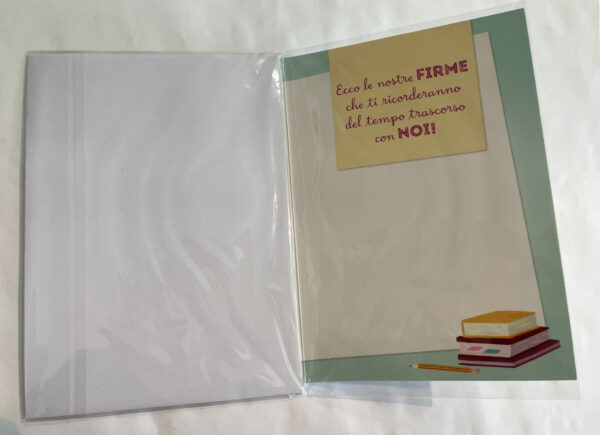 Ecco le nostre FIRME
che ti ricorderanno
del tempo trascorso
con NOI!